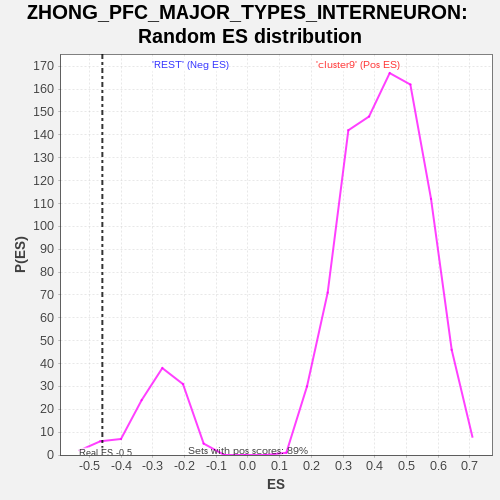 ZHONG_PFC_MAJOR_TYPES_INTERNEURON:
Random ES distribution
'REST' (Neg ES)
'cluster9' (Pos ES)
170
160
150
140
130
120
110
100
90
80
70
60
50
40
30
20
10
0
P(ES)
Real ES -0.5
Sets with pos scores: 89%
-0.5 -0.4 -0.3 -0.2 -0.1 0.0 0.1 0.2 0.3 0.4 0.5 0.6 0.7
ES